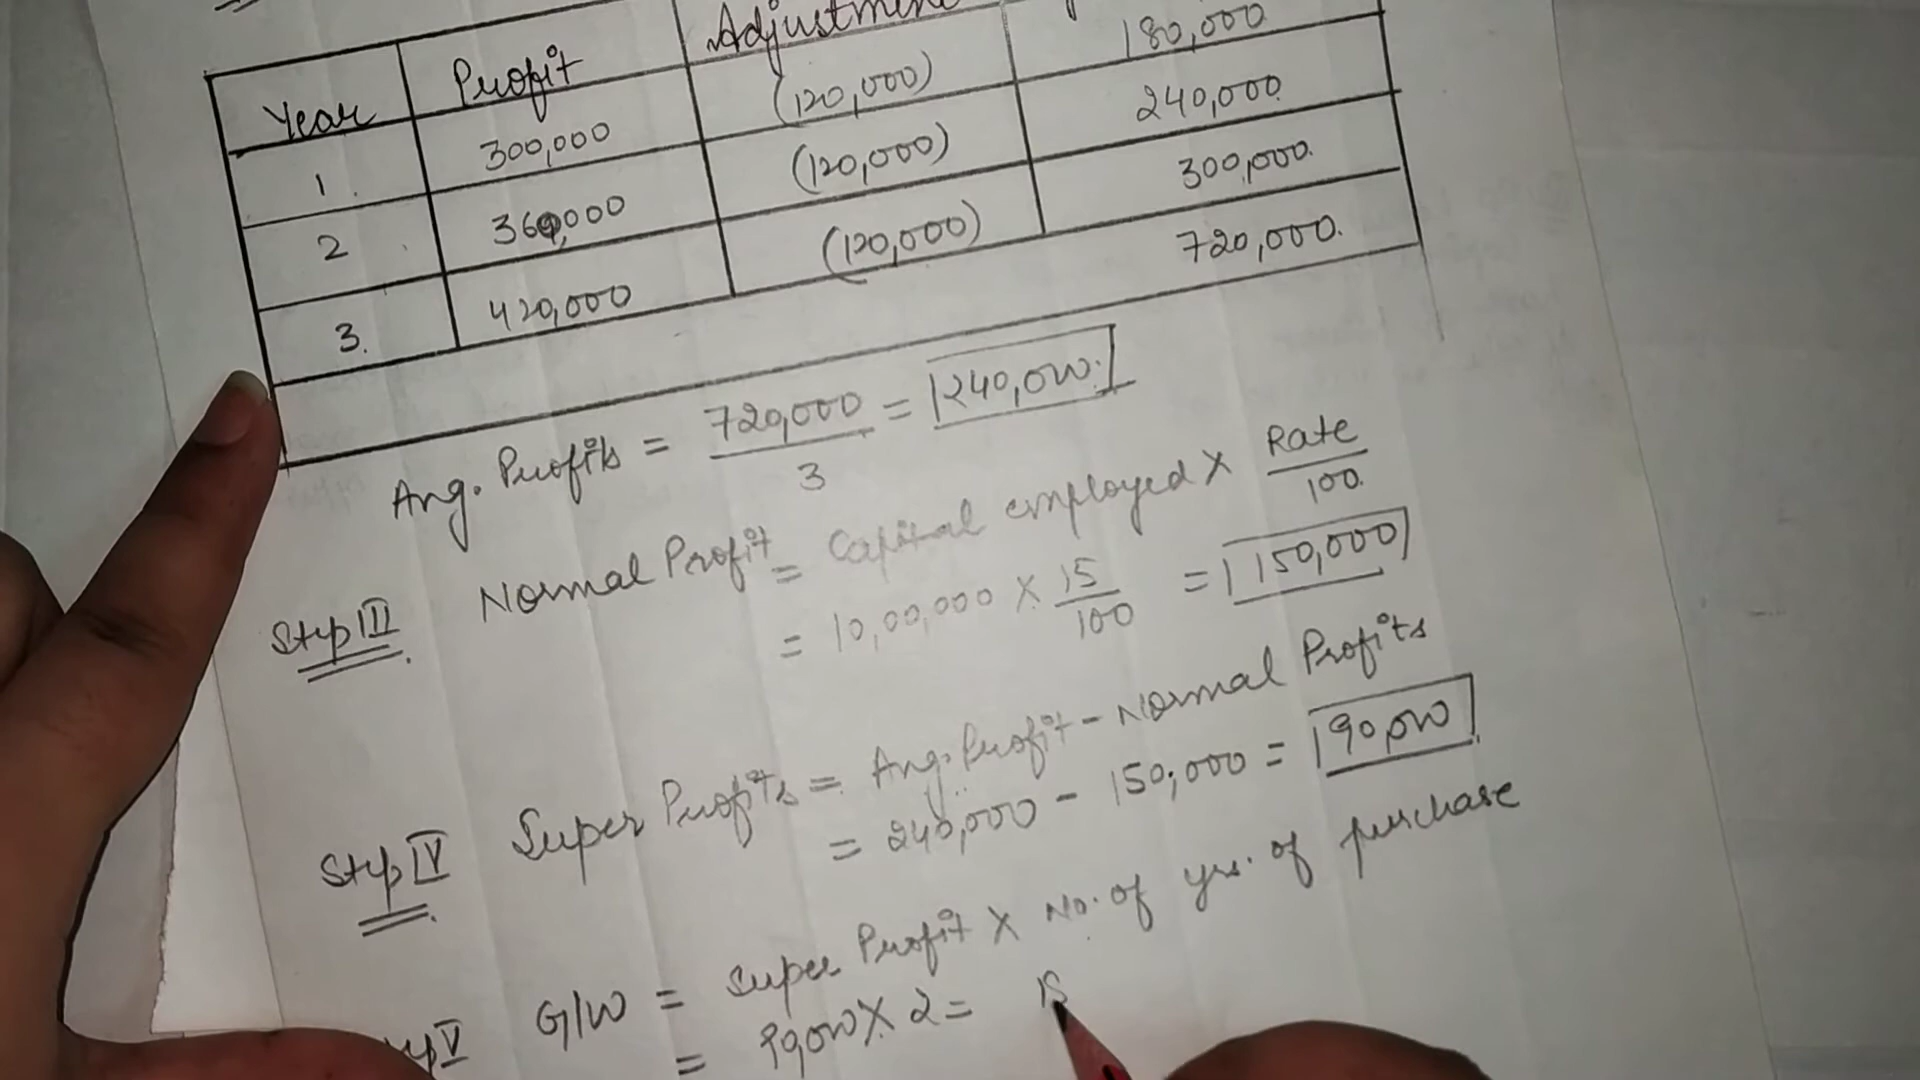 Year Profit Adjustment
1. 300,000 (120,000) 180,000
2 360,000 (120,000) 240,000
3. 420,000 (120,000) 300,000.
720,000.
Avg. Profits = 720,000 / 3 = 240,000.
Step III Normal Profit = Capital employed X Rate / 100.
= 10,00,000 X 15 / 100 = 150,000
Step IV Super Profits = Avg. Profit - Normal Profits
= 240,000 - 150,000 = 90,000
Step V G/W = Super Profit X No. of yrs. of purchase
= 90,000 X 2 = 18